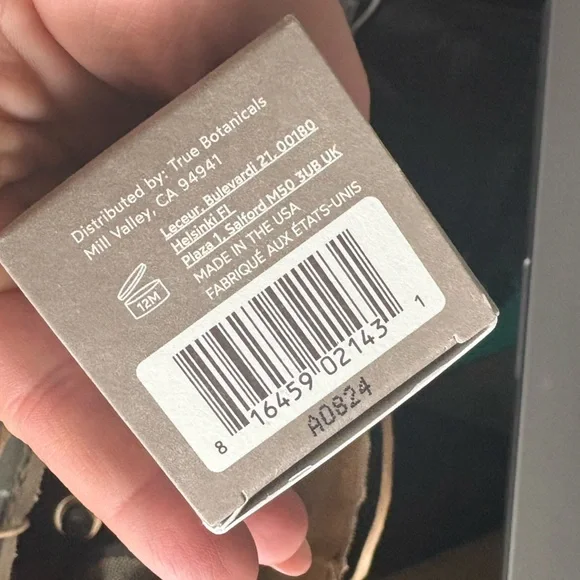 Distributed by: True Botanicals
Mill Valley, CA 94941
Leceur, Bulevardi 21, 00180
Helsinki FI
Plaza 1, Salford M50 3UB UK
MADE IN THE USA
FABRIQUÉ AUX ÉTATS-UNIS
12M
8 16459 02143 1
A0824